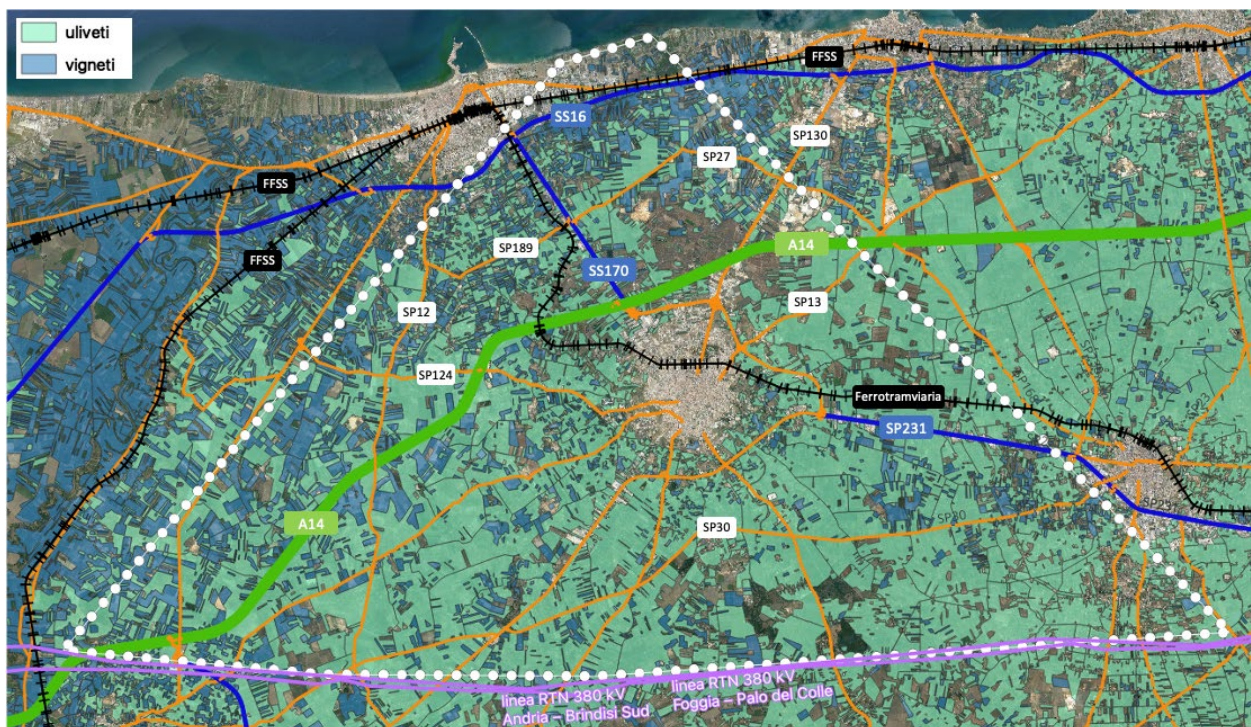 uliveti
vigneti
FFSS
SS16
SP130
SP27
FFSS
SP189
FFSS
SS170
A14
SP12
SP13
SP124
Ferrotramviaria
SP231
A14
SP30
SP30
linea RTN 380 kV
Andria – Brindisi Sud
linea RTN 380 kV
Foggia – Palo del Colle